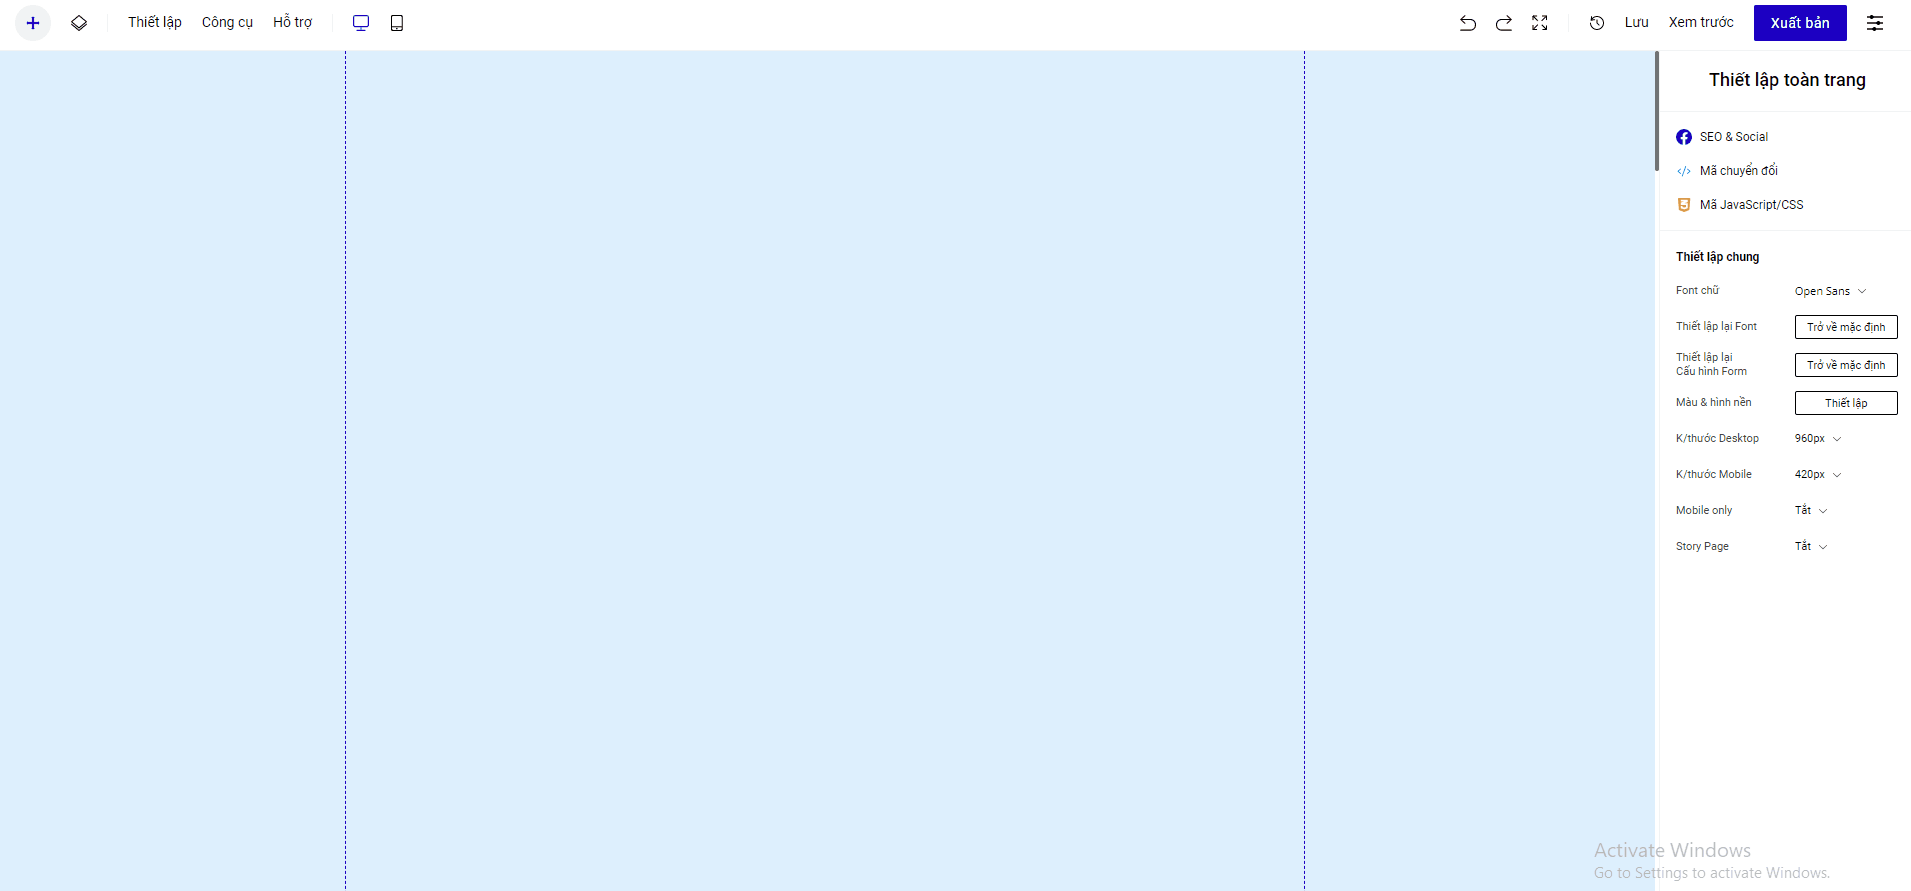 Thiết lập Công cụ Hỗ trợ Lưu Xem trước Xuất bản
Thiết lập toàn trang
SEO & Social
Mã chuyển đổi
Mã JavaScript/CSS
Thiết lập chung
Font chữ Open Sans
Thiết lập lại Font Trở về mặc định
Thiết lập lại
Cấu hình Form Trở về mặc định
Màu & hình nền Thiết lập
K/thước Desktop 960px
K/thước Mobile 420px
Mobile only Tắt
Story Page Tắt
Activate Windows
Go to Settings to activate Windows.